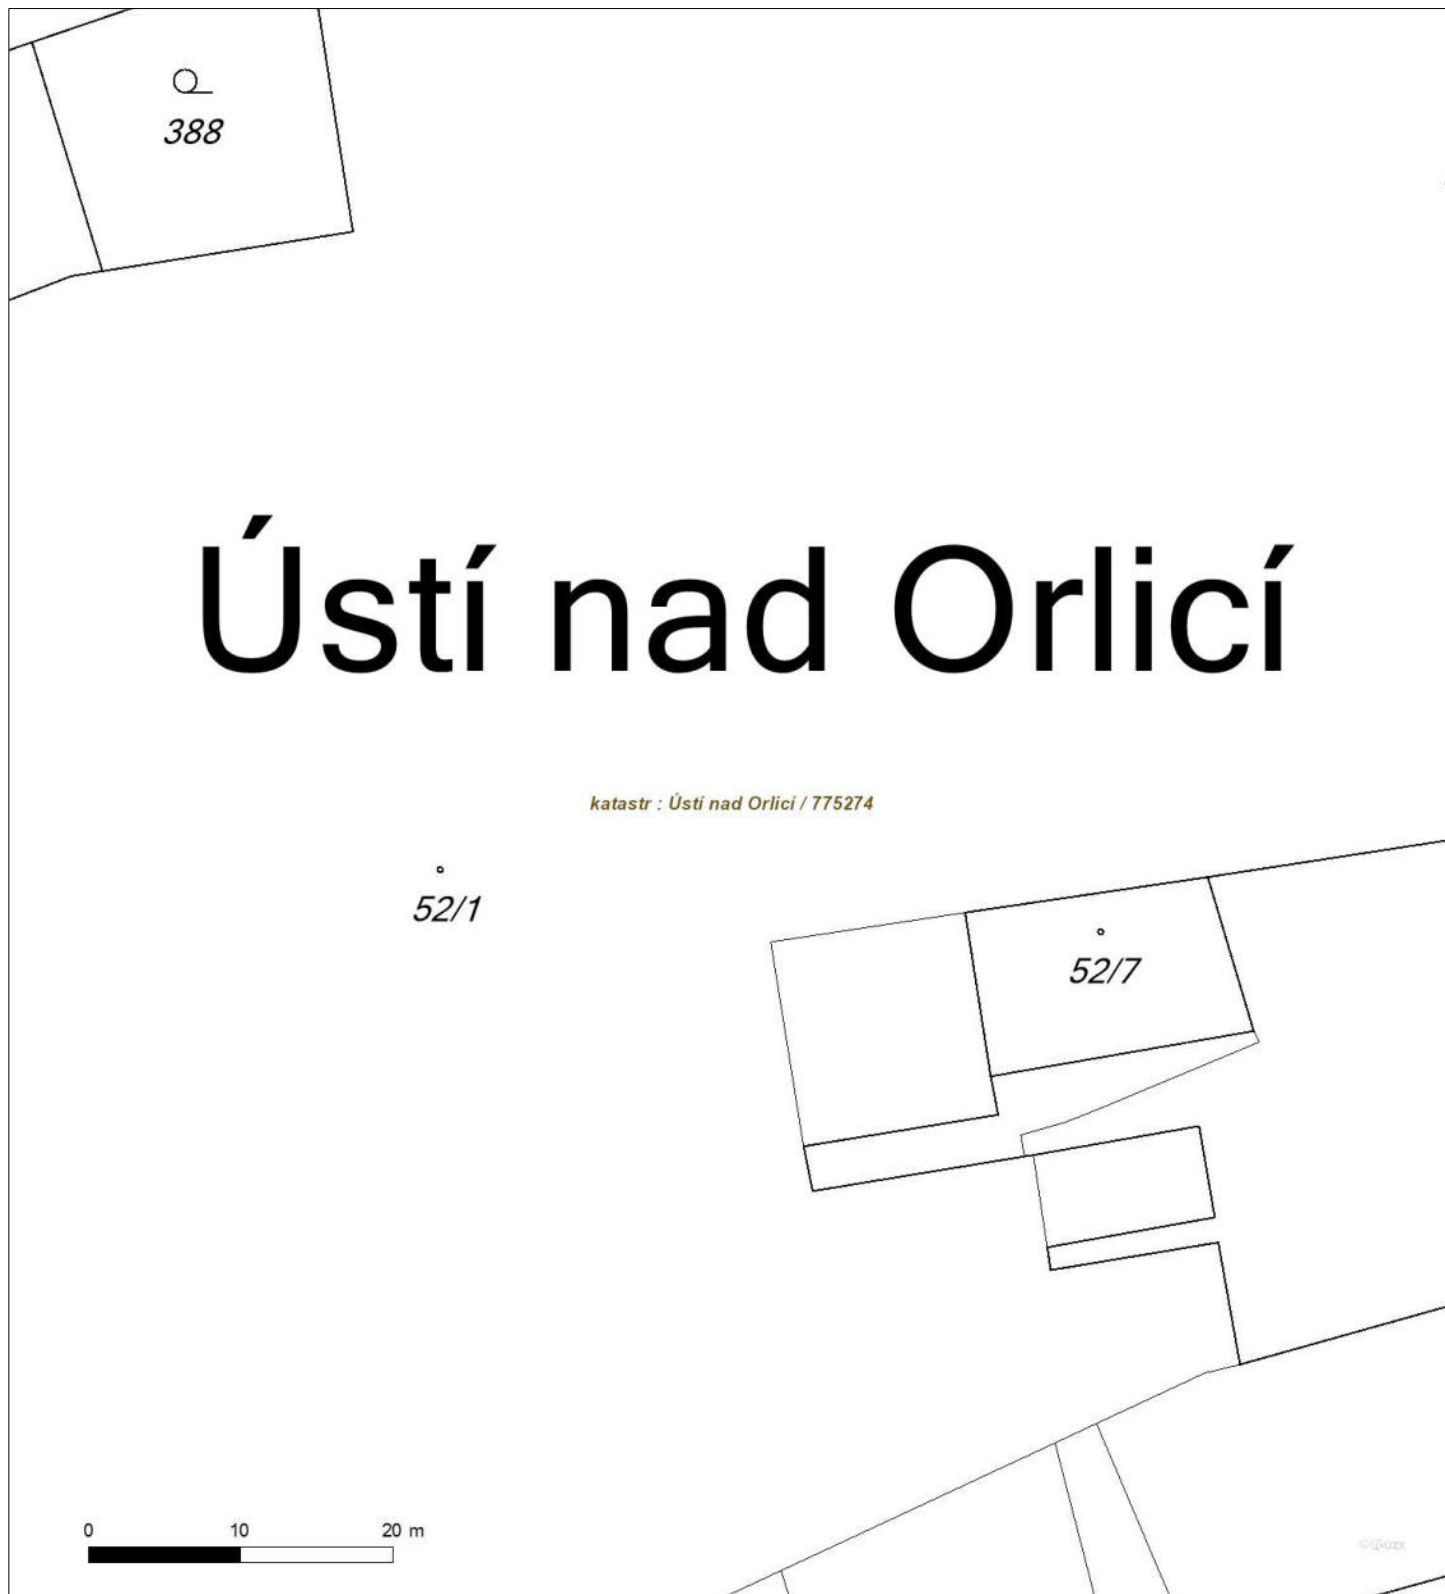 388
Ústí nad Orlicí
katastr : Ústí nad Orlicí / 775274
52/1
52/7
0 10 20 m